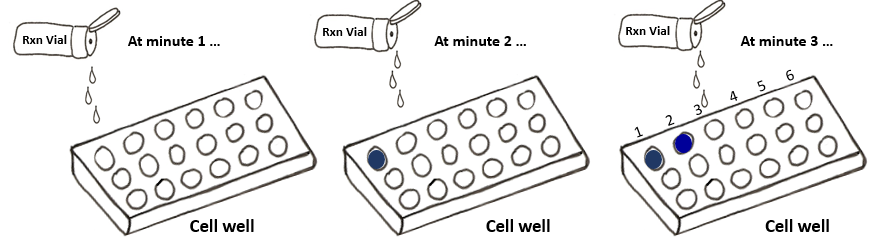 Rxn Vial
At minute 1 ...
Cell well
Rxn Vial
At minute 2 ...
Cell well
Rxn Vial
At minute 3 ...
1 2 3 4 5 6
Cell well